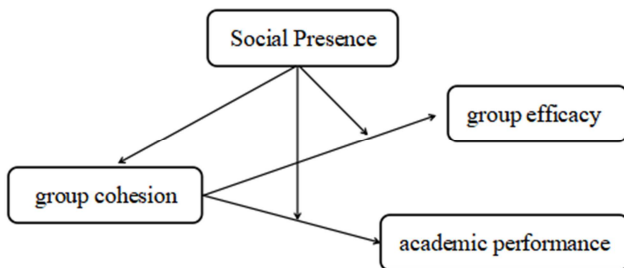 Social Presence
group efficacy
group cohesion
academic performance